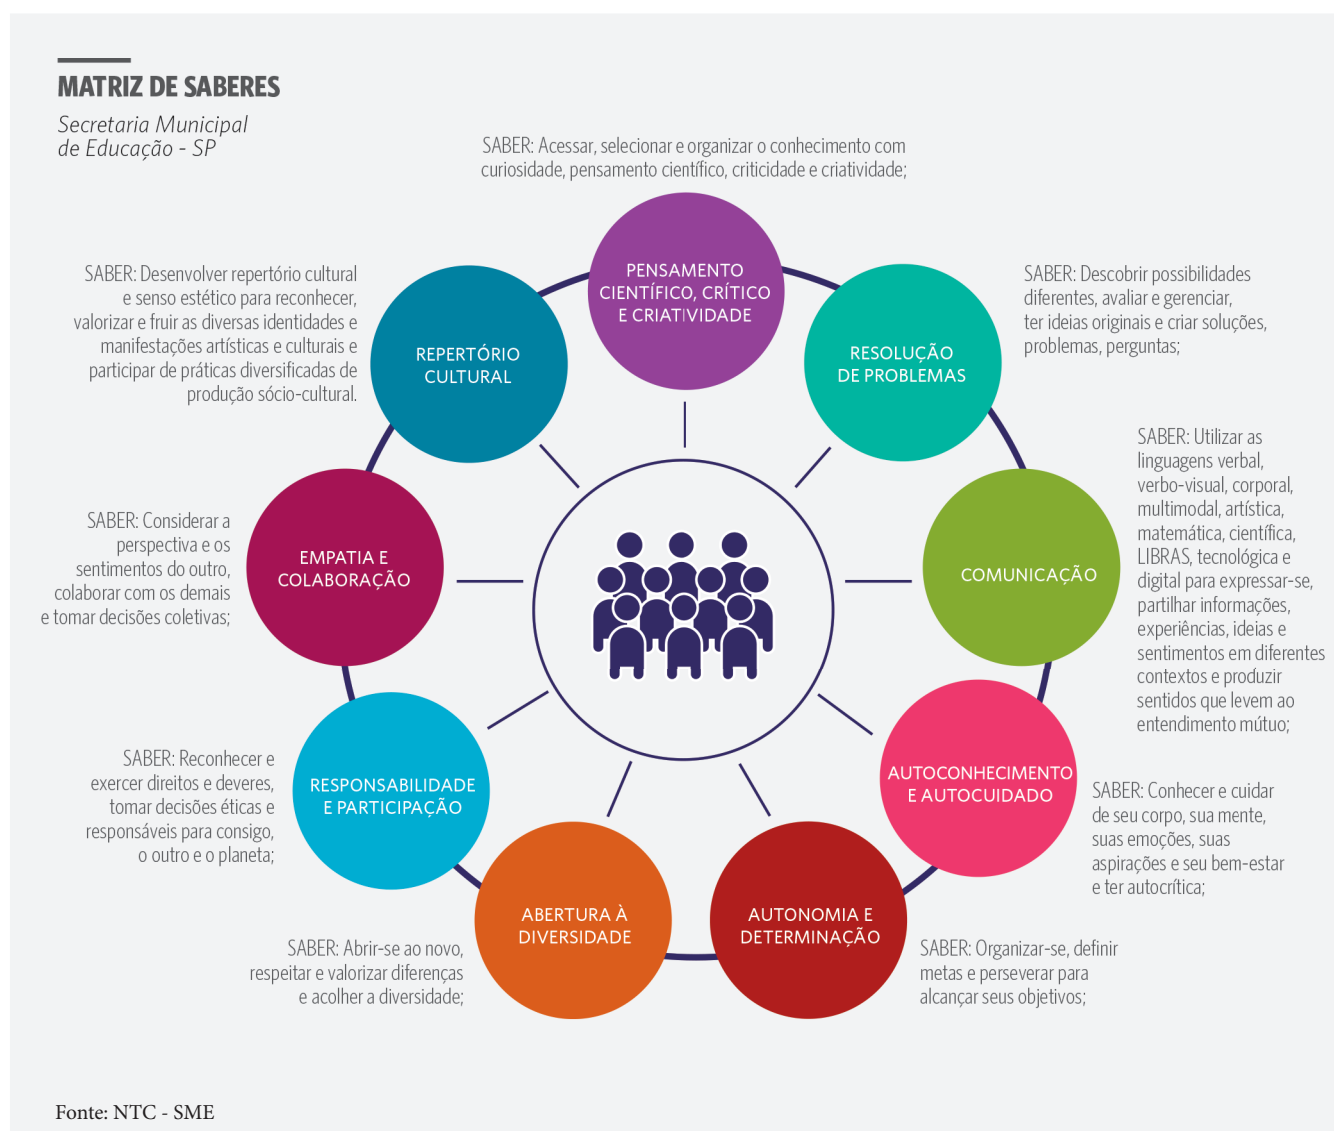 MATRIZ DE SABERES
Secretaria Municipal
de Educação - SP
SABER: Acessar, selecionar e organizar o conhecimento com
curiosidade, pensamento científico, criticidade e criatividade;
PENSAMENTO
CIENTÍFICO, CRÍTICO
E CRIATIVIDADE
SABER: Descobrir possibilidades
diferentes, avaliar e gerenciar,
ter ideias originais e criar soluções,
problemas, perguntas;
RESOLUÇÃO
DE PROBLEMAS
SABER: Utilizar as
linguagens verbal,
verbo-visual, corporal,
multimodal, artística,
matemática, científica,
LIBRAS, tecnológica e
digital para expressar-se,
partilhar informações,
experiências, ideias e
sentimentos em diferentes
contextos e produzir
sentidos que levem ao
entendimento mútuo;
COMUNICAÇÃO
AUTOCONHECIMENTO
E AUTOCUIDADO
SABER: Conhecer e cuidar
de seu corpo, sua mente,
suas emoções, suas
aspirações e seu bem-estar
e ter autocrítica;
AUTONOMIA E
DETERMINAÇÃO
SABER: Organizar-se, definir
metas e perseverar para
alcançar seus objetivos;
ABERTURA À
DIVERSIDADE
SABER: Abrir-se ao novo,
respeitar e valorizar diferenças
e acolher a diversidade;
RESPONSABILIDADE
E PARTICIPAÇÃO
SABER: Reconhecer e
exercer direitos e deveres,
tomar decisões éticas e
responsáveis para consigo,
o outro e o planeta;
EMPATIA E
COLABORAÇÃO
SABER: Considerar a
perspectiva e os
sentimentos do outro,
colaborar com os demais
e tomar decisões coletivas;
REPERTÓRIO
CULTURAL
SABER: Desenvolver repertório cultural
e senso estético para reconhecer,
valorizar e fruir as diversas identidades e
manifestações artísticas e culturais e
participar de práticas diversificadas de
produção sócio-cultural.
Fonte: NTC - SME